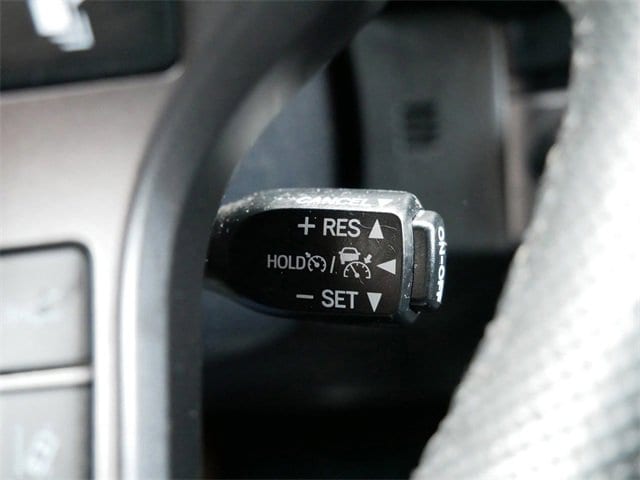 CANCEL ▼
+ RES ▲
HOLD / ◄
− SET ▼
ON-OFF